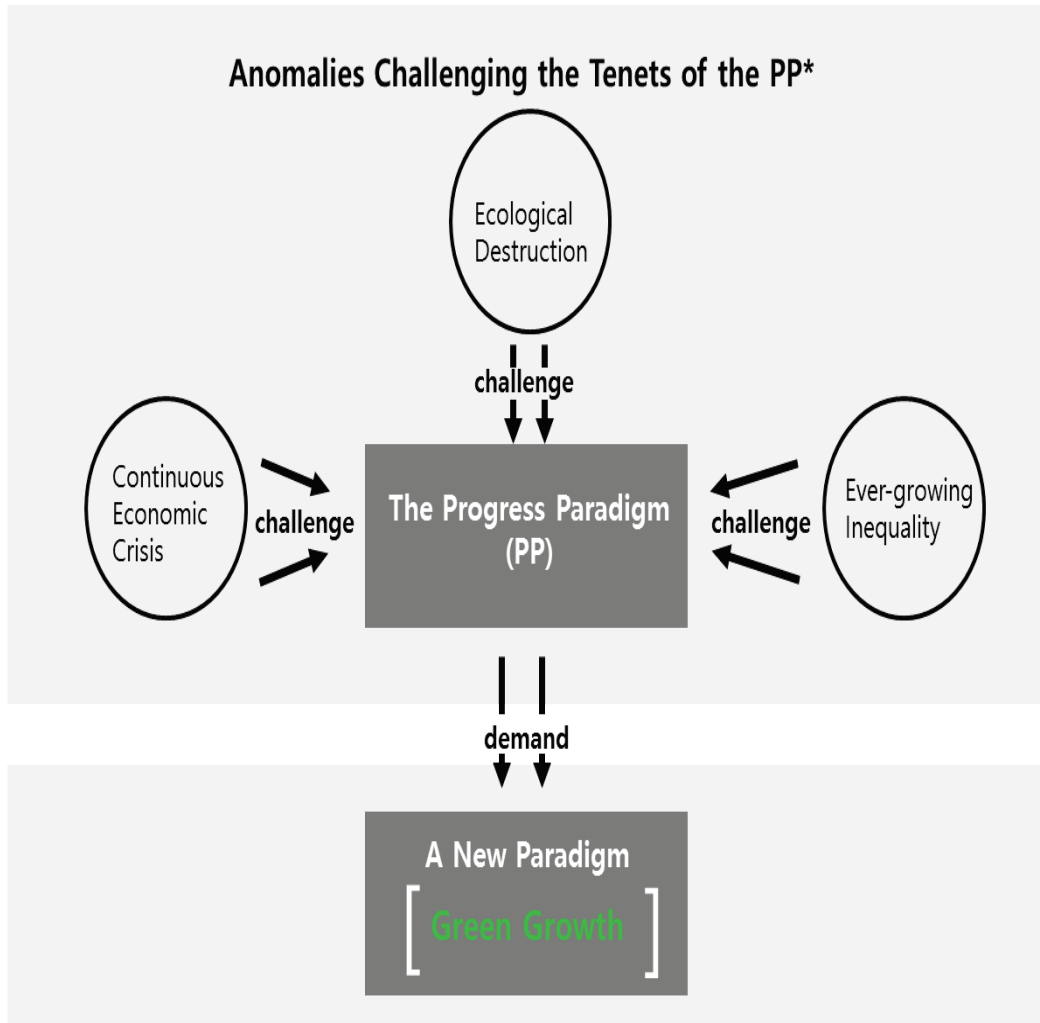 Anomalies Challenging the Tenets of the PP*
Ecological
Destruction
challenge
Continuous
Economic
Crisis
challenge
The Progress Paradigm
(PP)
challenge
Ever-growing
Inequality
demand
A New Paradigm
[ Green Growth ]